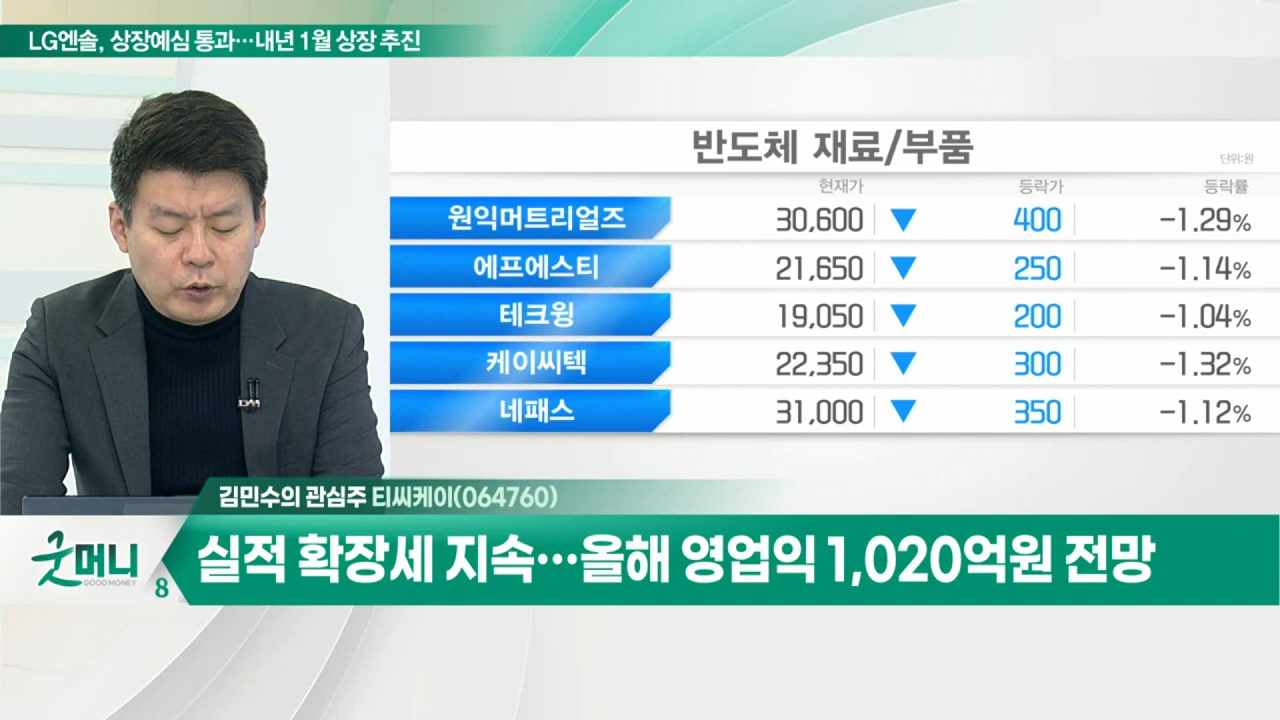 LG엔솔, 상장예심 통과…내년 1월 상장 추진
반도체 재료/부품
단위:원
현재가 등락가 등락률
원익머트리얼즈 30,600 ▼ 400 -1.29%
에프에스티 21,650 ▼ 250 -1.14%
테크윙 19,050 ▼ 200 -1.04%
케이씨텍 22,350 ▼ 300 -1.32%
네패스 31,000 ▼ 350 -1.12%
김민수의 관심주 티씨케이(064760)
굿머니
GOOD MONEY
8
실적 확장세 지속…올해 영업익 1,020억원 전망